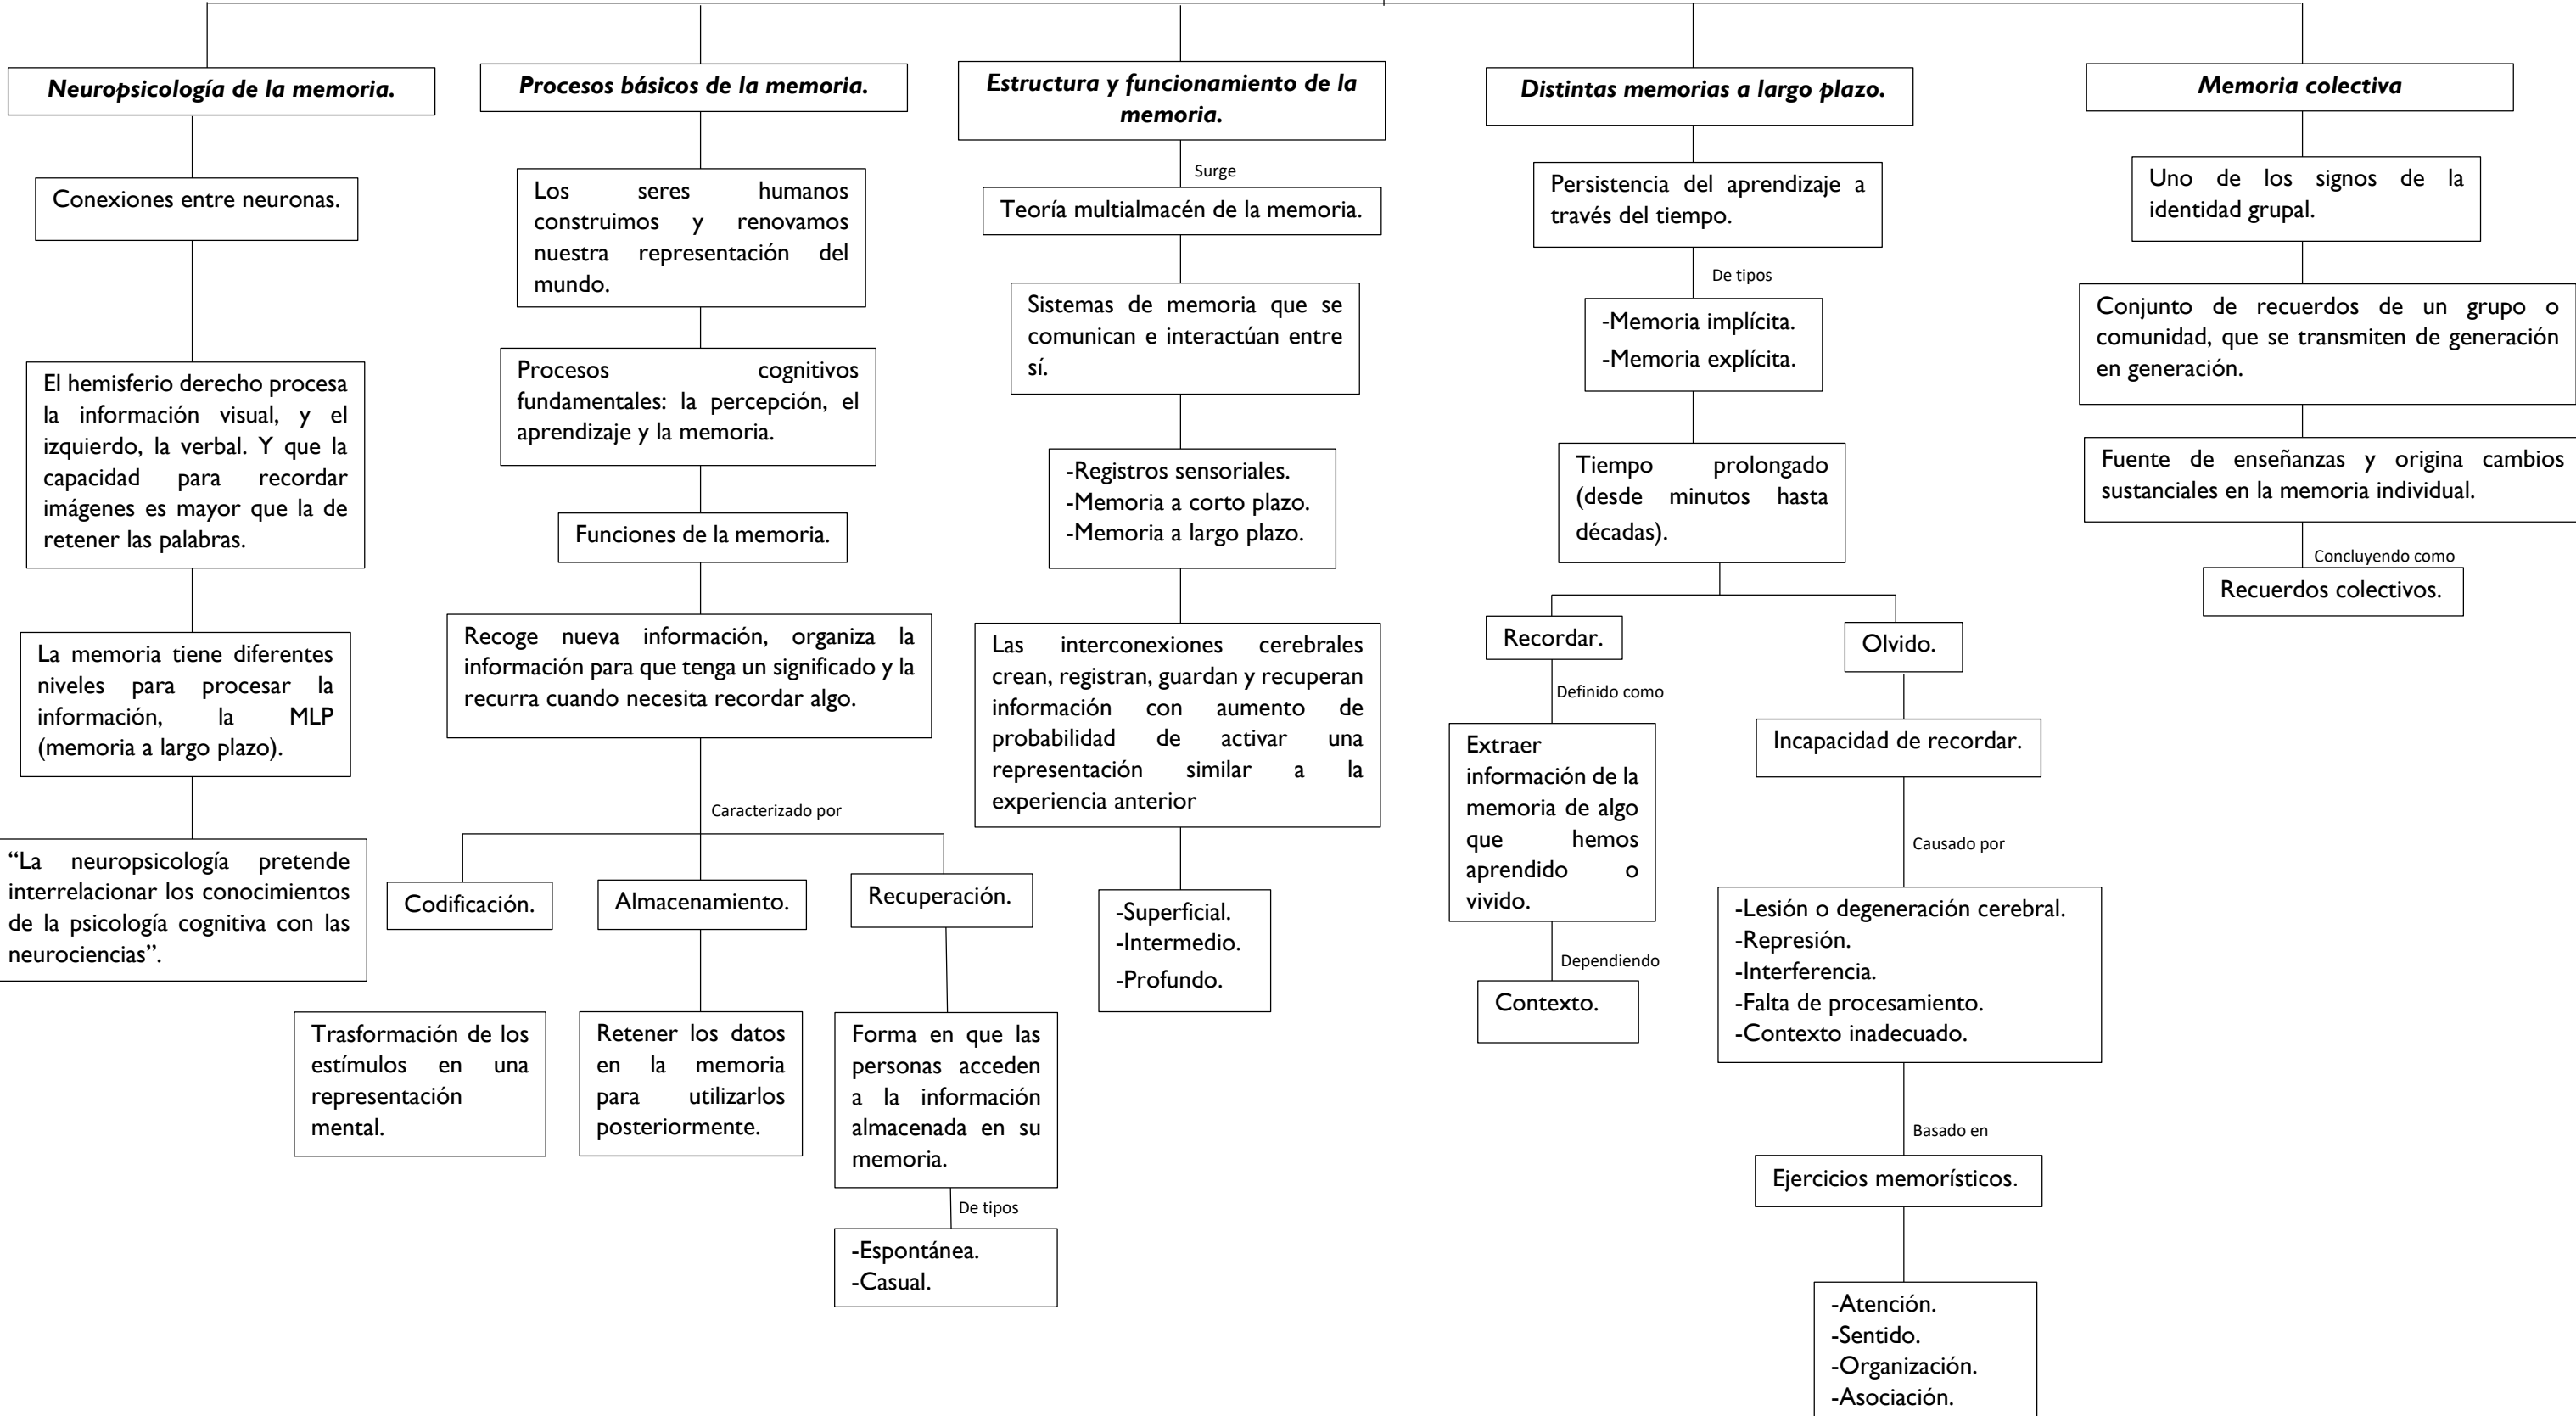 Neuropsicología de la memoria.
Conexiones entre neuronas.
El hemisferio derecho procesa
la información visual, y el
izquierdo, la verbal. Y que la
capacidad para recordar
imágenes es mayor que la de
retener las palabras.
La memoria tiene diferentes
niveles para procesar la
información, la MLP
(memoria a largo plazo).
“La neuropsicología pretende
interrelacionar los conocimientos
de la psicología cognitiva con las
neurociencias”.
Procesos básicos de la memoria.
Los seres humanos
construimos y renovamos
nuestra representación del
mundo.
Procesos cognitivos
fundamentales: la percepción, el
aprendizaje y la memoria.
Funciones de la memoria.
Recoge nueva información, organiza la
información para que tenga un significado y la
recurra cuando necesita recordar algo.
Caracterizado por
Codificación.
Trasformación de los
estímulos en una
representación
mental.
Almacenamiento.
Retener los datos
en la memoria
para utilizarlos
posteriormente.
Recuperación.
Forma en que las
personas acceden
a la información
almacenada en su
memoria.
De tipos
-Espontánea.
-Casual.
Estructura y funcionamiento de la
memoria.
Surge
Teoría multialmacén de la memoria.
Sistemas de memoria que se
comunican e interactúan entre
sí.
-Registros sensoriales.
-Memoria a corto plazo.
-Memoria a largo plazo.
Las interconexiones cerebrales
crean, registran, guardan y recuperan
información con aumento de
probabilidad de activar una
representación similar a la
experiencia anterior
-Superficial.
-Intermedio.
-Profundo.
Distintas memorias a largo plazo.
Persistencia del aprendizaje a
través del tiempo.
De tipos
-Memoria implícita.
-Memoria explícita.
Tiempo prolongado
(desde minutos hasta
décadas).
Recordar.
Definido como
Extraer
información de la
memoria de algo
que hemos
aprendido o
vivido.
Dependiendo
Contexto.
Olvido.
Incapacidad de recordar.
Causado por
-Lesión o degeneración cerebral.
-Represión.
-Interferencia.
-Falta de procesamiento.
-Contexto inadecuado.
Basado en
Ejercicios memorísticos.
-Atención.
-Sentido.
-Organización.
-Asociación.
Memoria colectiva
Uno de los signos de la
identidad grupal.
Conjunto de recuerdos de un grupo o
comunidad, que se transmiten de generación
en generación.
Fuente de enseñanzas y origina cambios
sustanciales en la memoria individual.
Concluyendo como
Recuerdos colectivos.